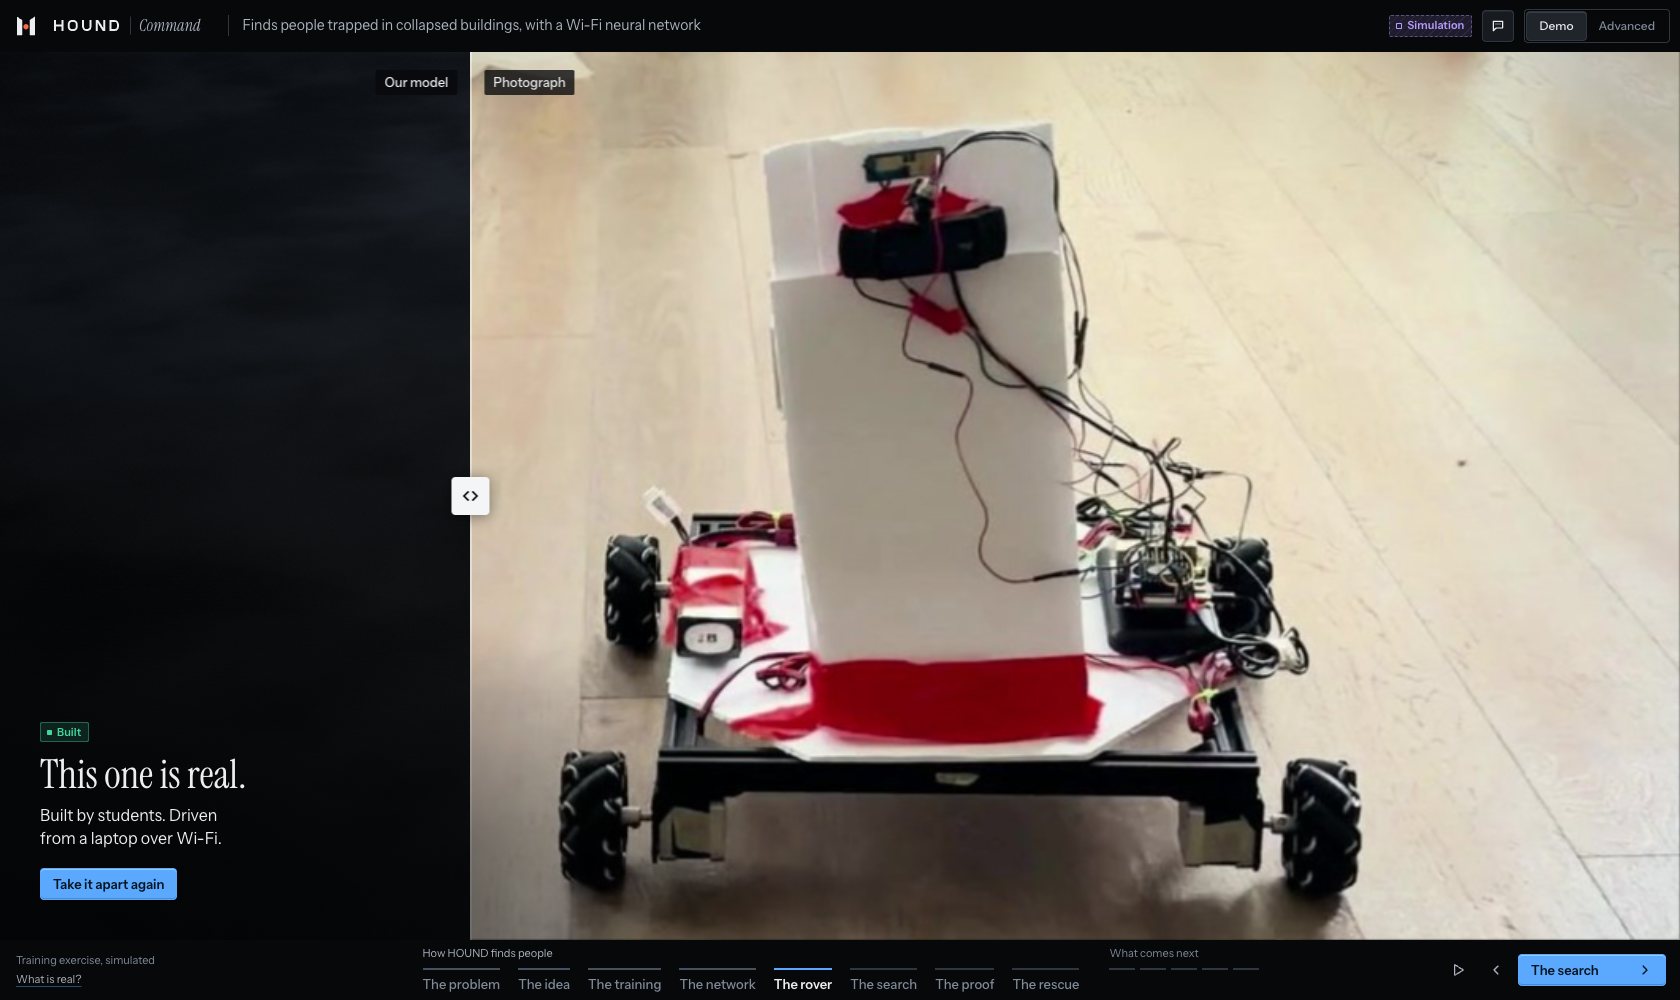 HOUND Command
Finds people trapped in collapsed buildings, with a Wi-Fi neural network
Simulation
Demo
Advanced
Our model
Photograph
Built
This one is real.
Built by students. Driven
from a laptop over Wi-Fi.
Take it apart again
Training exercise, simulated
What is real?
How HOUND finds people
The problem
The idea
The training
The network
The rover
The search
The proof
The rescue
What comes next
The search